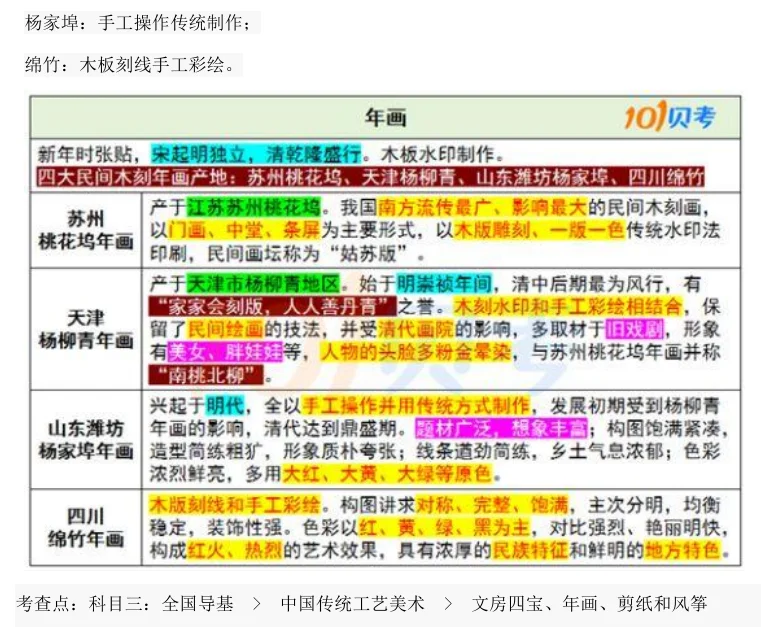 杨家埠：手工操作传统制作；
绵竹：木板刻线手工彩绘。
年画
101贝考
新年时张贴，宋起明独立，清乾隆盛行。木板水印制作。
四大民间木刻年画产地：苏州桃花坞、天津杨柳青、山东潍坊杨家埠、四川绵竹
苏州
桃花坞年画
产于江苏苏州桃花坞。我国南方流传最广、影响最大的民间木刻画，
以门画、中堂、条屏为主要形式，以木版雕刻、一版一色传统水印法
印刷，民间画坛称为“姑苏版”。
天津
杨柳青年画
产于天津市杨柳青地区。始于明崇祯年间，清中后期最为风行，有
“家家会刻版，人人善丹青”之誉。木刻水印和手工彩绘相结合，保
留了民间绘画的技法，并受清代画院的影响，多取材于旧戏剧，形象
有美女、胖娃娃等，人物的头脸多粉金晕染，与苏州桃花坞年画并称
“南桃北柳”。
山东潍坊
杨家埠年画
兴起于明代，全以手工操作并用传统方式制作，发展初期受到杨柳青
年画的影响，清代达到鼎盛期。题材广泛，想象丰富；构图饱满紧凑，
造型简练粗犷，形象质朴夸张；线条遒劲简练，乡土气息浓郁；色彩
浓烈鲜亮，多用大红、大黄、大绿等原色。
四川
绵竹年画
木版刻线和手工彩绘。构图讲求对称、完整、饱满，主次分明，均衡
稳定，装饰性强。色彩以红、黄、绿、黑为主，对比强烈、艳丽明快，
构成红火、热烈的艺术效果，具有浓厚的民族特征和鲜明的地方特色。
考查点：科目三：全国导基 > 中国传统工艺美术 > 文房四宝、年画、剪纸和风筝